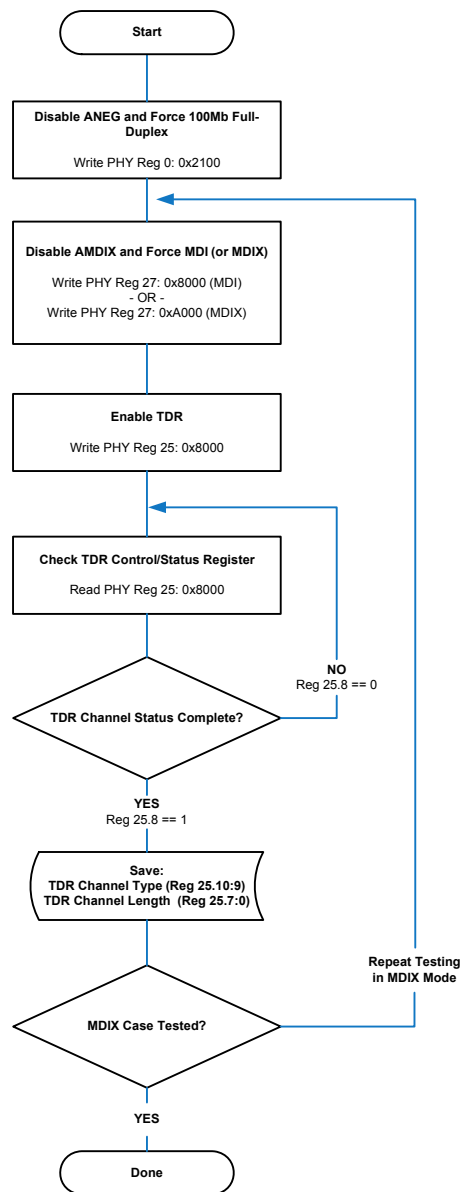 Start
Disable ANEG and Force 100Mb Full-
Duplex
Write PHY Reg 0: 0x2100
Disable AMDIX and Force MDI (or MDIX)
Write PHY Reg 27: 0x8000 (MDI)
- OR -
Write PHY Reg 27: 0xA000 (MDIX)
Enable TDR
Write PHY Reg 25: 0x8000
Check TDR Control/Status Register
Read PHY Reg 25: 0x8000
NO
Reg 25.8 == 0
TDR Channel Status Complete?
YES
Reg 25.8 == 1
Save:
TDR Channel Type (Reg 25.10:9)
TDR Channel Length (Reg 25.7:0)
Repeat Testing
in MDIX Mode
MDIX Case Tested?
YES
Done